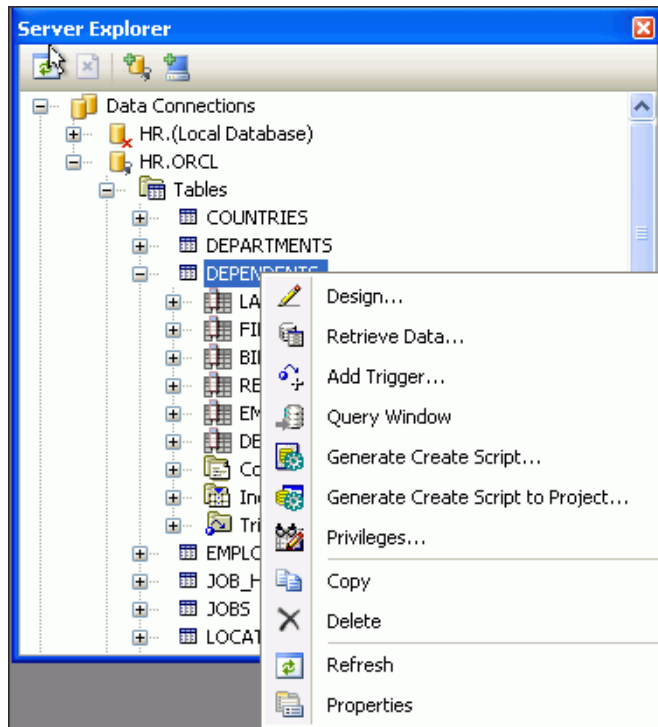 Server Explorer
Data Connections
HR.(Local Database)
HR.ORCL
Tables
COUNTRIES
DEPARTMENTS
DEPENDENTS
Design...
Retrieve Data...
Add Trigger...
Query Window
Generate Create Script...
Generate Create Script to Project...
Privileges...
Copy
Delete
Refresh
Properties
JOBS